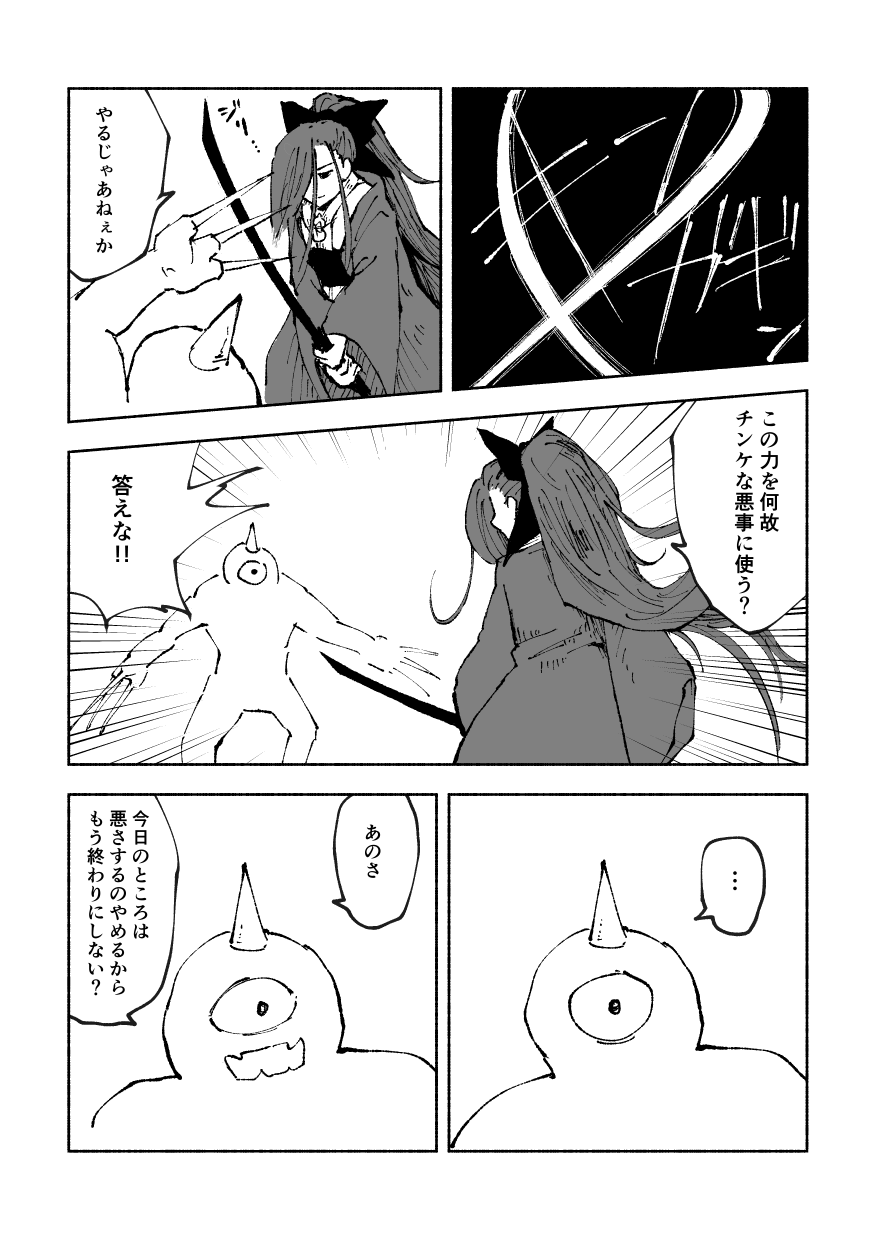 ガギーン
ジリ…
やるじゃあねぇか
この力を何故
チンケな悪事に使う？
答えな!!
…
あのさ
今日のところは
悪さするのやめるから
もう終わりにしない？